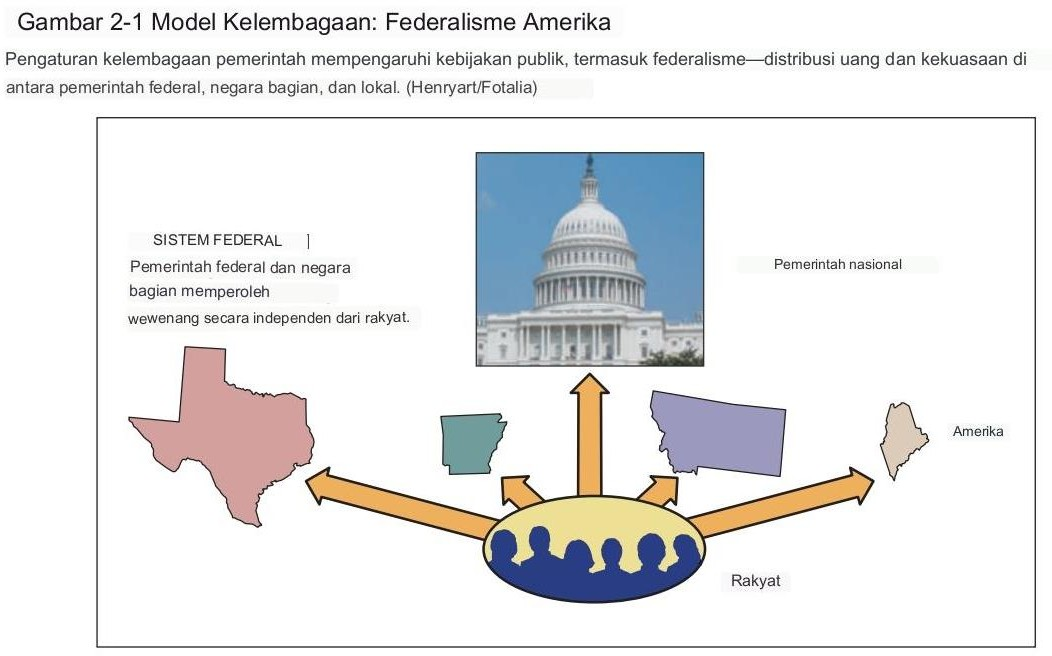 Gambar 2-1 Model Kelembagaan: Federalisme Amerika
Pengaturan kelembagaan pemerintah mempengaruhi kebijakan publik, termasuk federalisme—distribusi uang dan kekuasaan di
antara pemerintah federal, negara bagian, dan lokal. (Henryart/Fotalia)
SISTEM FEDERAL |
Pemerintah federal dan negara
bagian memperoleh
wewenang secara independen dari rakyat.
Pemerintah nasional
Amerika
Rakyat